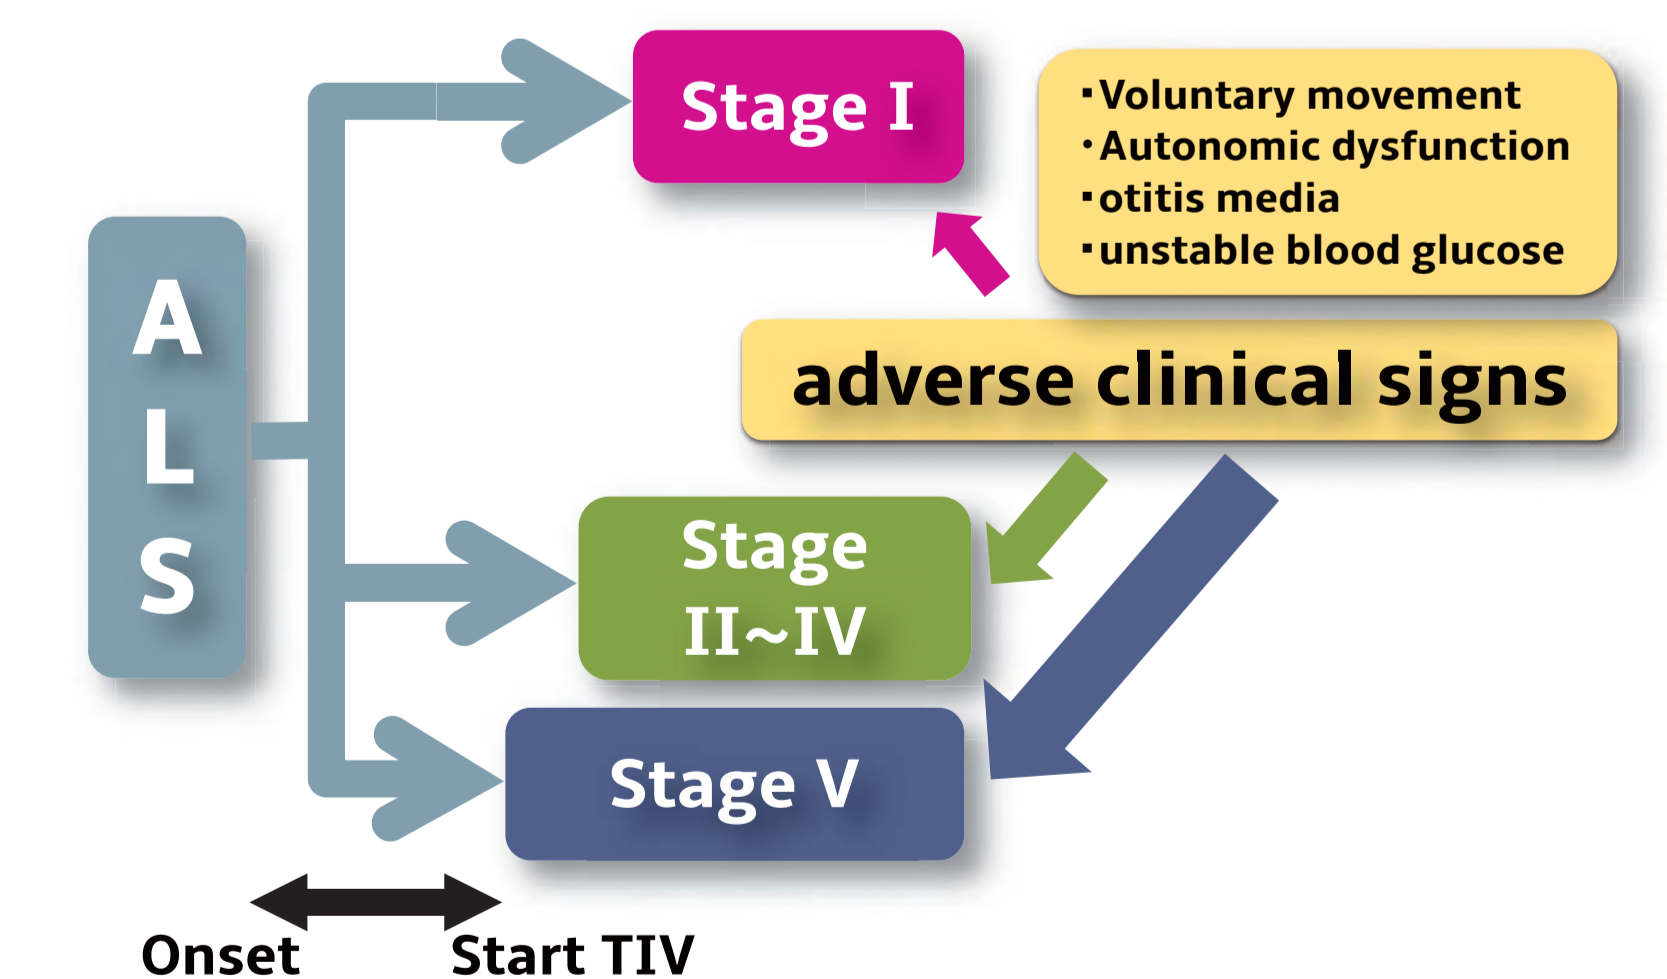 ALS
Stage I
▪Voluntary movement
•Autonomic dysfunction
▪otitis media
▪unstable blood glucose
adverse clinical signs
Stage
II~IV
Stage V
Onset
Start TIV